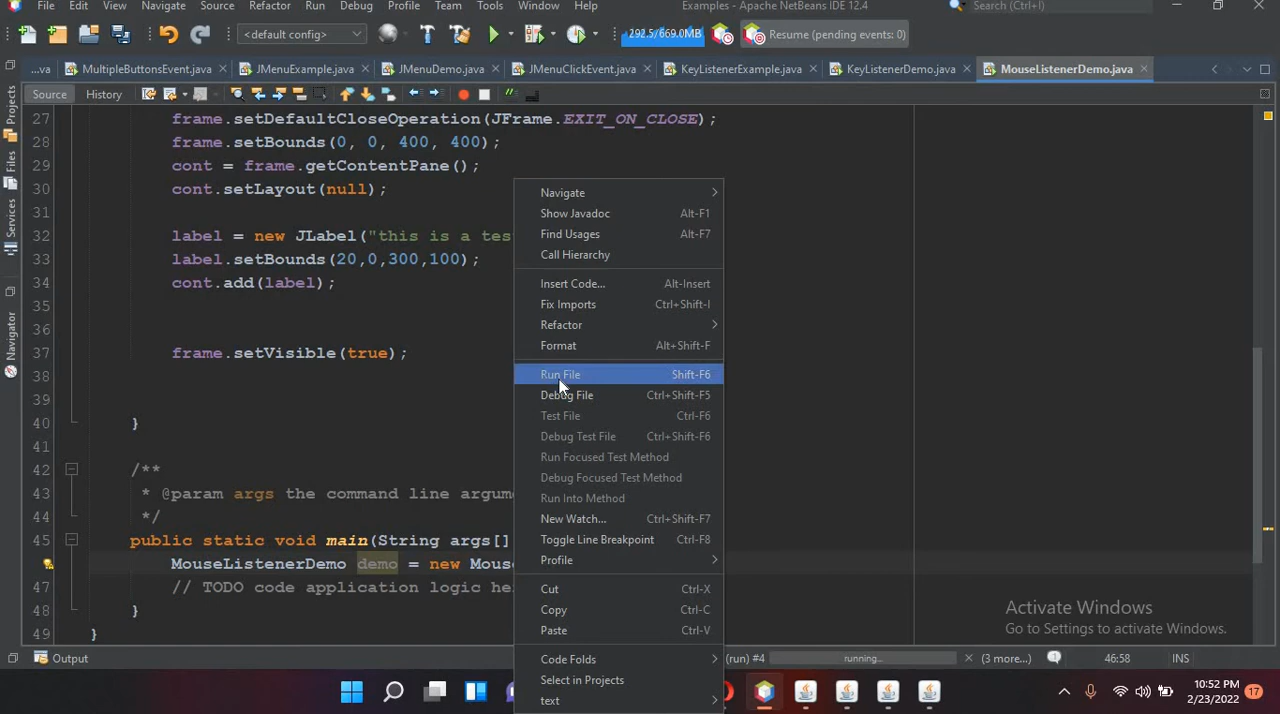 File Edit View Navigate Source Refactor Run Debug Profile Team Tools Window Help Examples - Apache NetBeans IDE 12.4 Search (Ctrl+I)
<default config> 292.5/669.0MB Resume (pending events: 0)
...va MultipleButtonsEvent.java JMenuExample.java JMenuDemo.java JMenuClickEvent.java KeyListenerExample.java KeyListenerDemo.java MouseListenerDemo.java
Source History
Projects
Files
Services
Navigator
27 frame.setDefaultCloseOperation(JFrame.EXIT_ON_CLOSE);
28 frame.setBounds(0, 0, 400, 400);
29 cont = frame.getContentPane();
30 cont.setLayout(null);
31
32 label = new JLabel("this is a tes
33 label.setBounds(20,0,300,100);
34 cont.add(label);
35
36
37 frame.setVisible(true);
38
39
40 }
41
42 /**
43 * @param args the command line argum
44 */
45 public static void main(String args[]
46 MouseListenerDemo demo = new Mous
47 // TODO code application logic he
48 }
49 }
Navigate
Show Javadoc Alt-F1
Find Usages Alt-F7
Call Hierarchy
Insert Code... Alt-Insert
Fix Imports Ctrl+Shift-I
Refactor
Format Alt+Shift-F
Run File Shift-F6
Debug File Ctrl+Shift-F5
Test File Ctrl-F6
Debug Test File Ctrl+Shift-F6
Run Focused Test Method
Debug Focused Test Method
Run Into Method
New Watch... Ctrl+Shift-F7
Toggle Line Breakpoint Ctrl-F8
Profile
Cut Ctrl-X
Copy Ctrl-C
Paste Ctrl-V
Code Folds
Select in Projects
text
Activate Windows
Go to Settings to activate Windows.
Output (run) #4 running... (3 more...) 46:58 INS
10:52 PM
2/23/2022
17